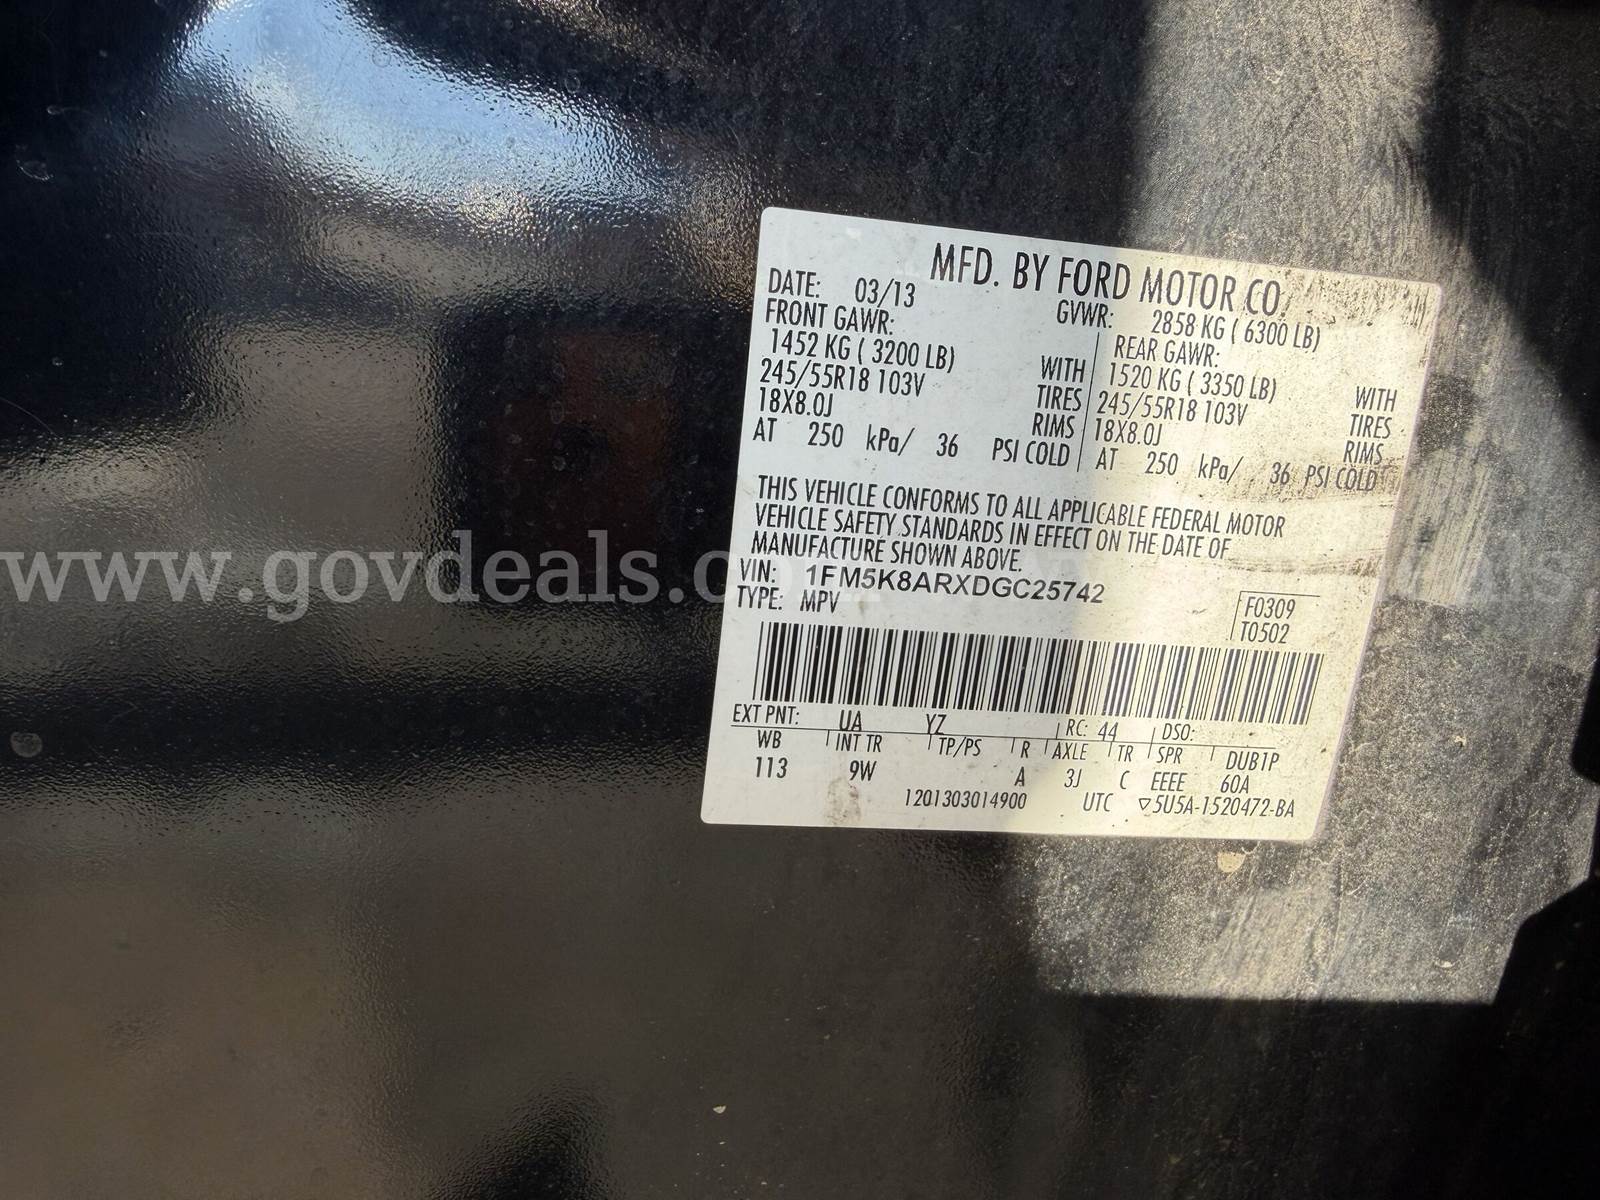 MFD. BY FORD MOTOR CO.
DATE: 03/13
GVWR: 2858 KG ( 6300 LB)
FRONT GAWR:
1452 KG ( 3200 LB) WITH
245/55R18 103V TIRES
18X8.0J RIMS
AT 250 kPa/ 36 PSI COLD
REAR GAWR:
1520 KG ( 3350 LB) WITH
245/55R18 103V TIRES
18X8.0J RIMS
AT 250 kPa/ 36 PSI COLD
THIS VEHICLE CONFORMS TO ALL APPLICABLE FEDERAL MOTOR
VEHICLE SAFETY STANDARDS IN EFFECT ON THE DATE OF
MANUFACTURE SHOWN ABOVE.
VIN: 1FM5K8ARXDGC25742
TYPE: MPV
F0309
T0502
EXT PNT: UA YZ RC: 44 DSO:
WB INT TR TP/PS R AXLE TR SPR DUB1P
113 9W A 3J C EEEE 60A
1201303014900 UTC ▽5U5A-1520472-BA
www.govdeals.com